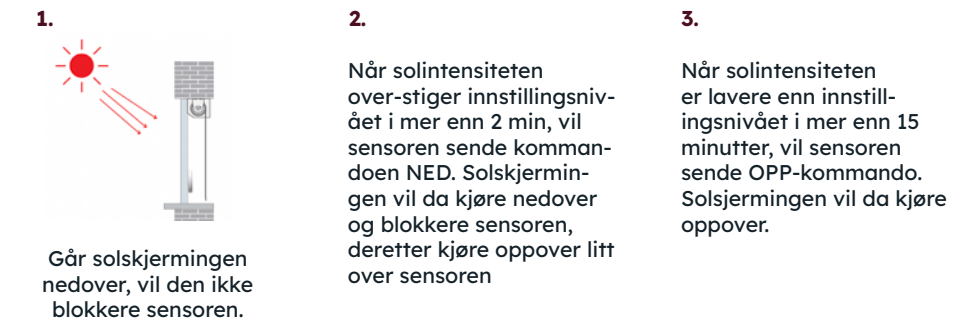 1.
Går solskjermingen
nedover, vil den ikke
blokkere sensoren.
2.
Når solintensiteten
over-stiger innstillingsniv-
ået i mer enn 2 min, vil
sensoren sende komman-
doen NED. Solskjermin-
gen vil da kjøre nedover
og blokkere sensoren,
deretter kjøre oppover litt
over sensoren
3.
Når solintensiteten
er lavere enn innstill-
ingsnivået i mer enn 15
minutter, vil sensoren
sende OPP-kommando.
Solsjermingen vil da kjøre
oppover.